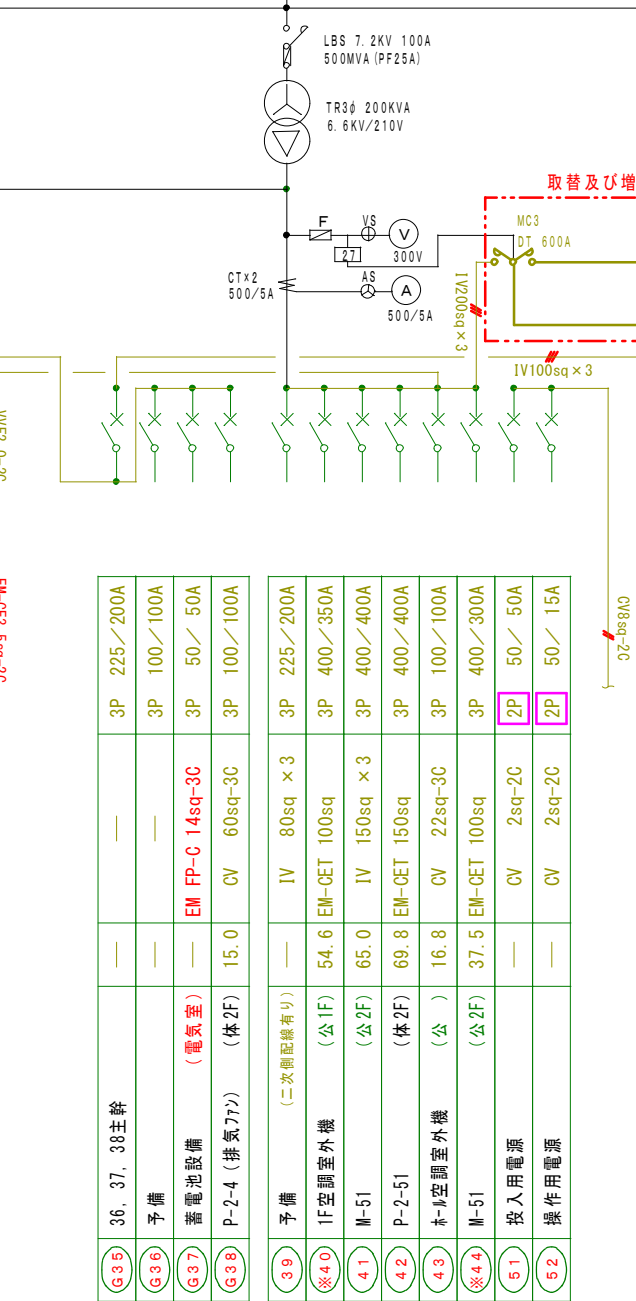 LBS 7.2KV 100A
500MVA(PF25A)
TR3φ 200KVA
6.6KV/210V
取替及び増
F
VS
V
300V
27
MC3
DT 600A
CT×2
500/5A
AS
A
500/5A
IV200sq×3
IV100sq×3
CV8sq-2C
G35 36, 37, 38主幹 — — 3P 225/200A
G36 予備 — — 3P 100/100A
G37 蓄電池設備 (電気室) — EM FP-C 14sq-3C 3P 50/ 50A
G38 P-2-4 (排気ファン) (体2F) 15.0 CV 60sq-3C 3P 100/100A
39 予備 (二次側配線有り) — IV 80sq ×3 3P 225/200A
※40 1F空調室外機 (公1F) 54.6 EM-CET 100sq 3P 400/350A
41 M-51 (公2F) 65.0 IV 150sq ×3 3P 400/400A
42 P-2-51 (体2F) 69.8 EM-CET 150sq 3P 400/400A
43 ホール空調室外機 (公 ) 16.8 CV 22sq-3C 3P 100/100A
※44 M-51 (公2F) 37.5 EM-CET 100sq 3P 400/300A
51 投入用電源 — CV 2sq-2C 2P 50/ 50A
52 操作用電源 — CV 2sq-2C 2P 50/ 15A